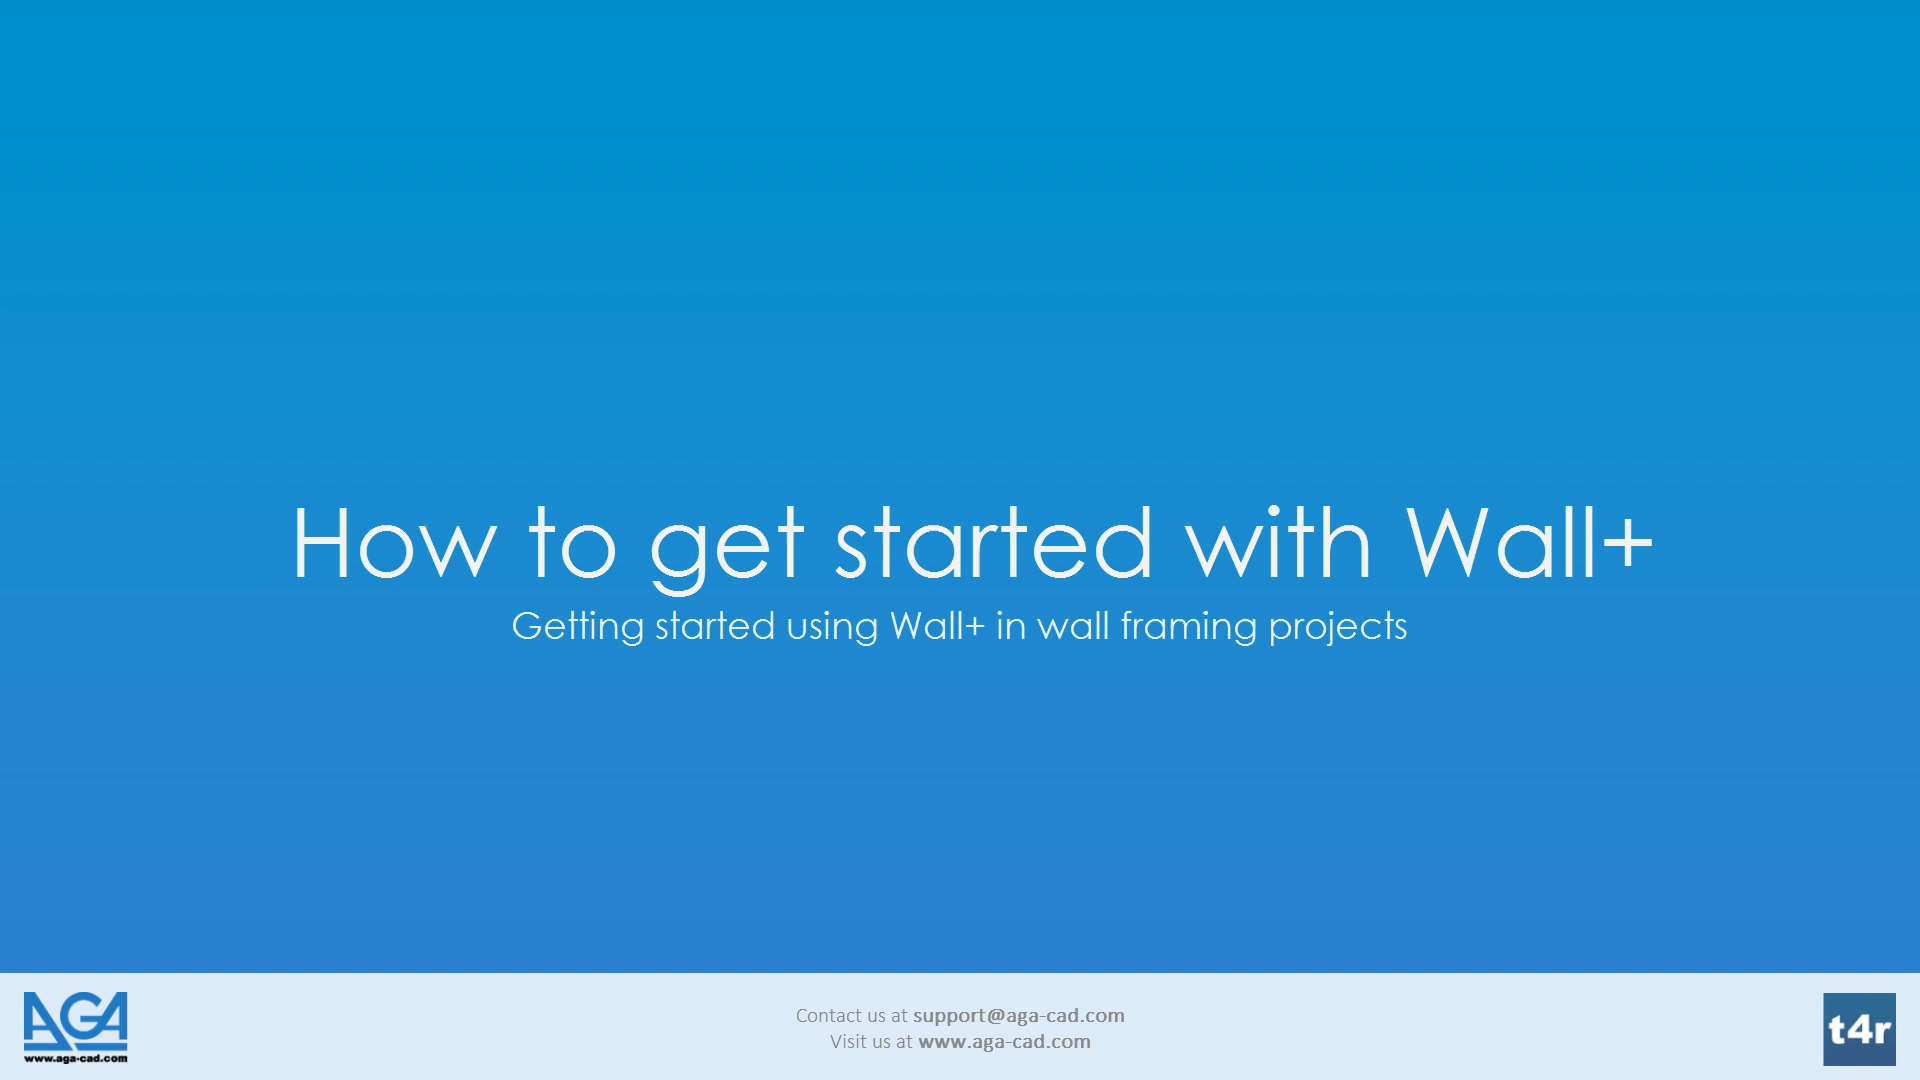 How to get started with Wall+
Getting started using Wall+ in wall framing projects
AGA
www.aga-cad.com
Contact us at support@aga-cad.com
Visit us at www.aga-cad.com
t4r